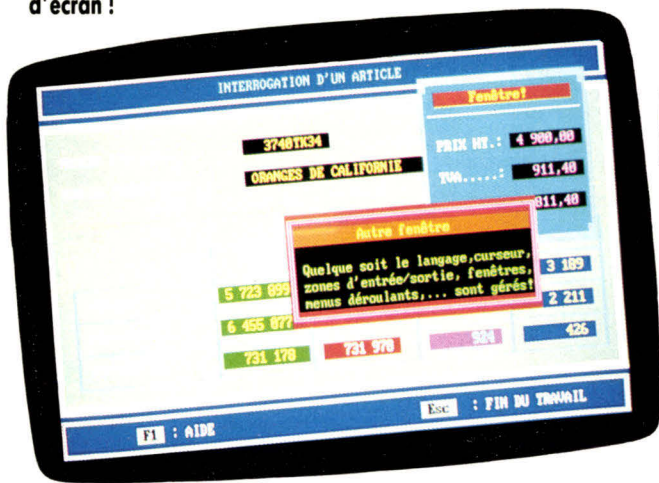 d'écran !
INTERROGATION D'UN ARTICLE
Fenêtre!
3740TK34
PRIX HT.: 4 900,00
ORANGES DE CALIFORNIE
TVA.....: 911,40
811,40
Autre fenêtre
Quelque soit le langage,curseur,
zones d'entrée/sortie, fenêtres,
menus déroulants,... sont gérés!
5 723 899
3 189
6 455 077
2 211
731 178
731 978
924
426
F1 : AIDE
Esc : FIN DU TRAVAIL